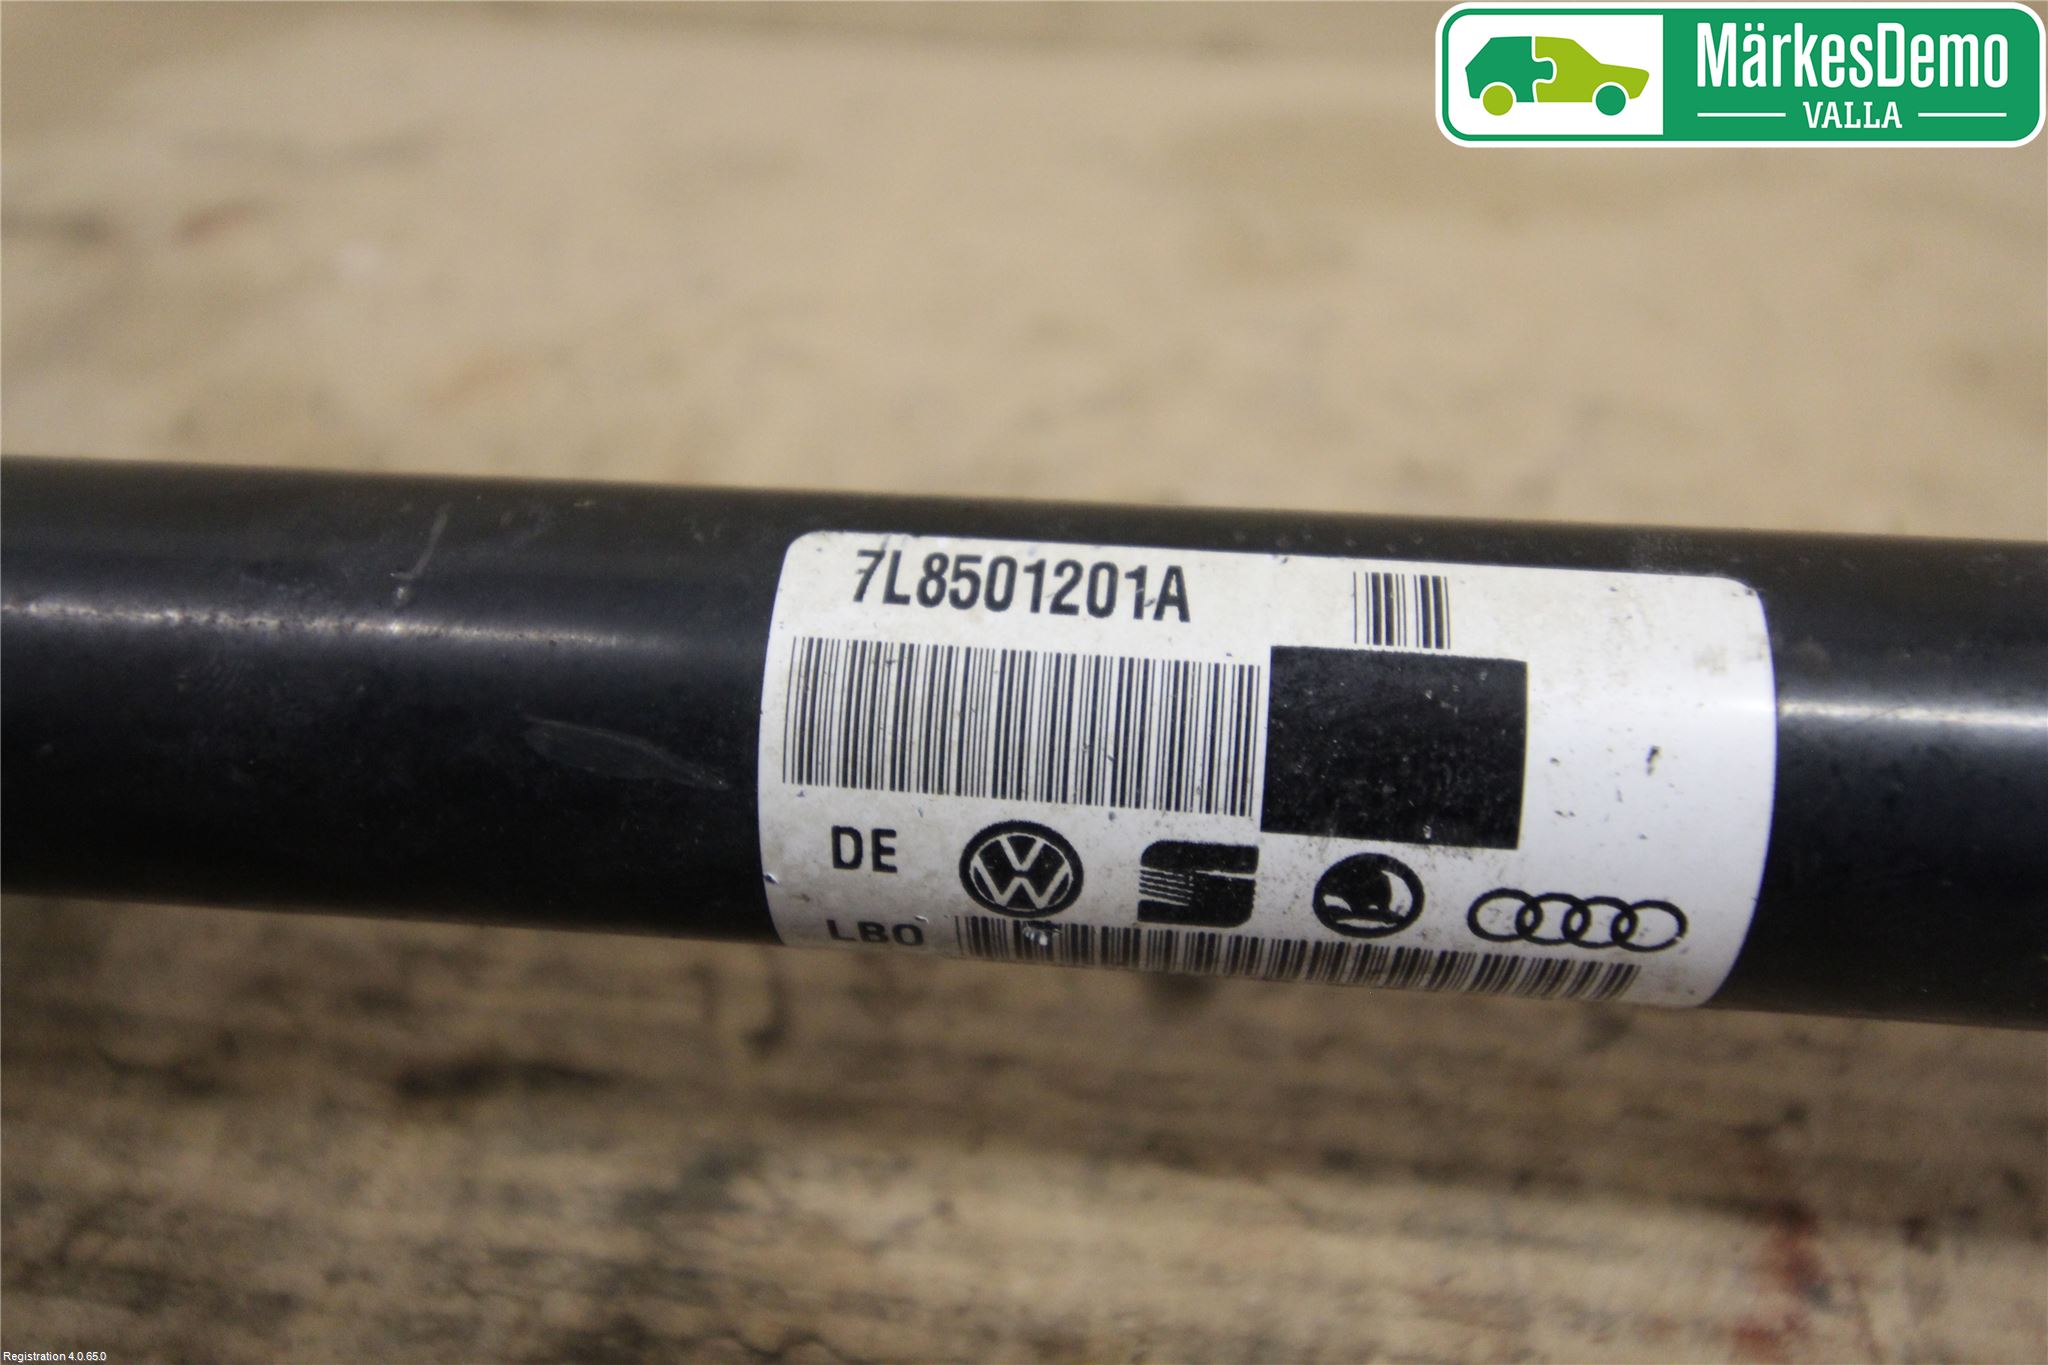 MärkesDemo
VALLA
7L8501201A
DE
LBO
Registration 4.0.65.0